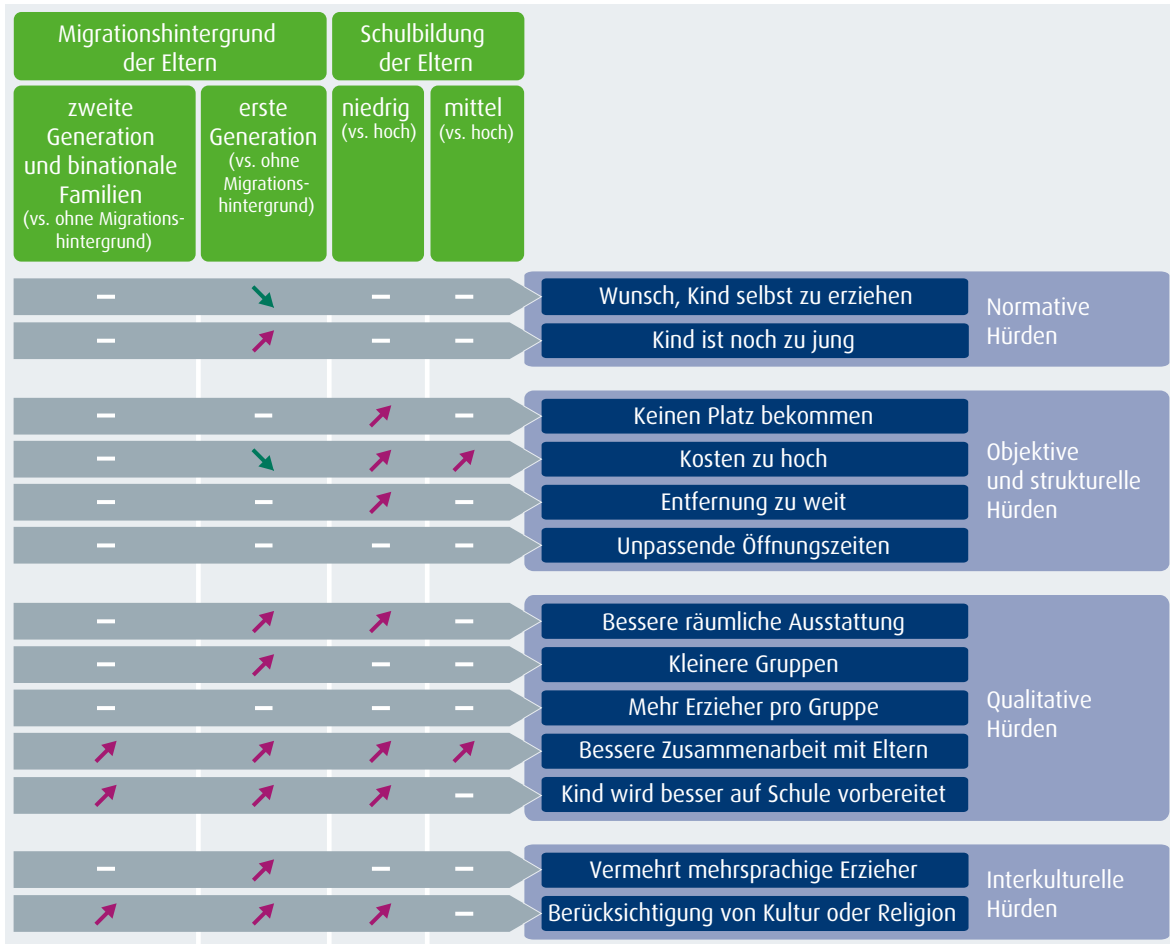 Migrationshintergrund
der Eltern
Schulbildung
der Eltern
zweite
Generation
und binationale
Familien
(vs. ohne Migrations-
hintergrund)
erste
Generation
(vs. ohne
Migrations-
hintergrund)
niedrig
(vs. hoch)
mittel
(vs. hoch)
Wunsch, Kind selbst zu erziehen
Kind ist noch zu jung
Normative
Hürden
Keinen Platz bekommen
Kosten zu hoch
Entfernung zu weit
Unpassende Öffnungszeiten
Objektive
und strukturelle
Hürden
Bessere räumliche Ausstattung
Kleinere Gruppen
Mehr Erzieher pro Gruppe
Bessere Zusammenarbeit mit Eltern
Kind wird besser auf Schule vorbereitet
Qualitative
Hürden
Vermehrt mehrsprachige Erzieher
Berücksichtigung von Kultur oder Religion
Interkulturelle
Hürden